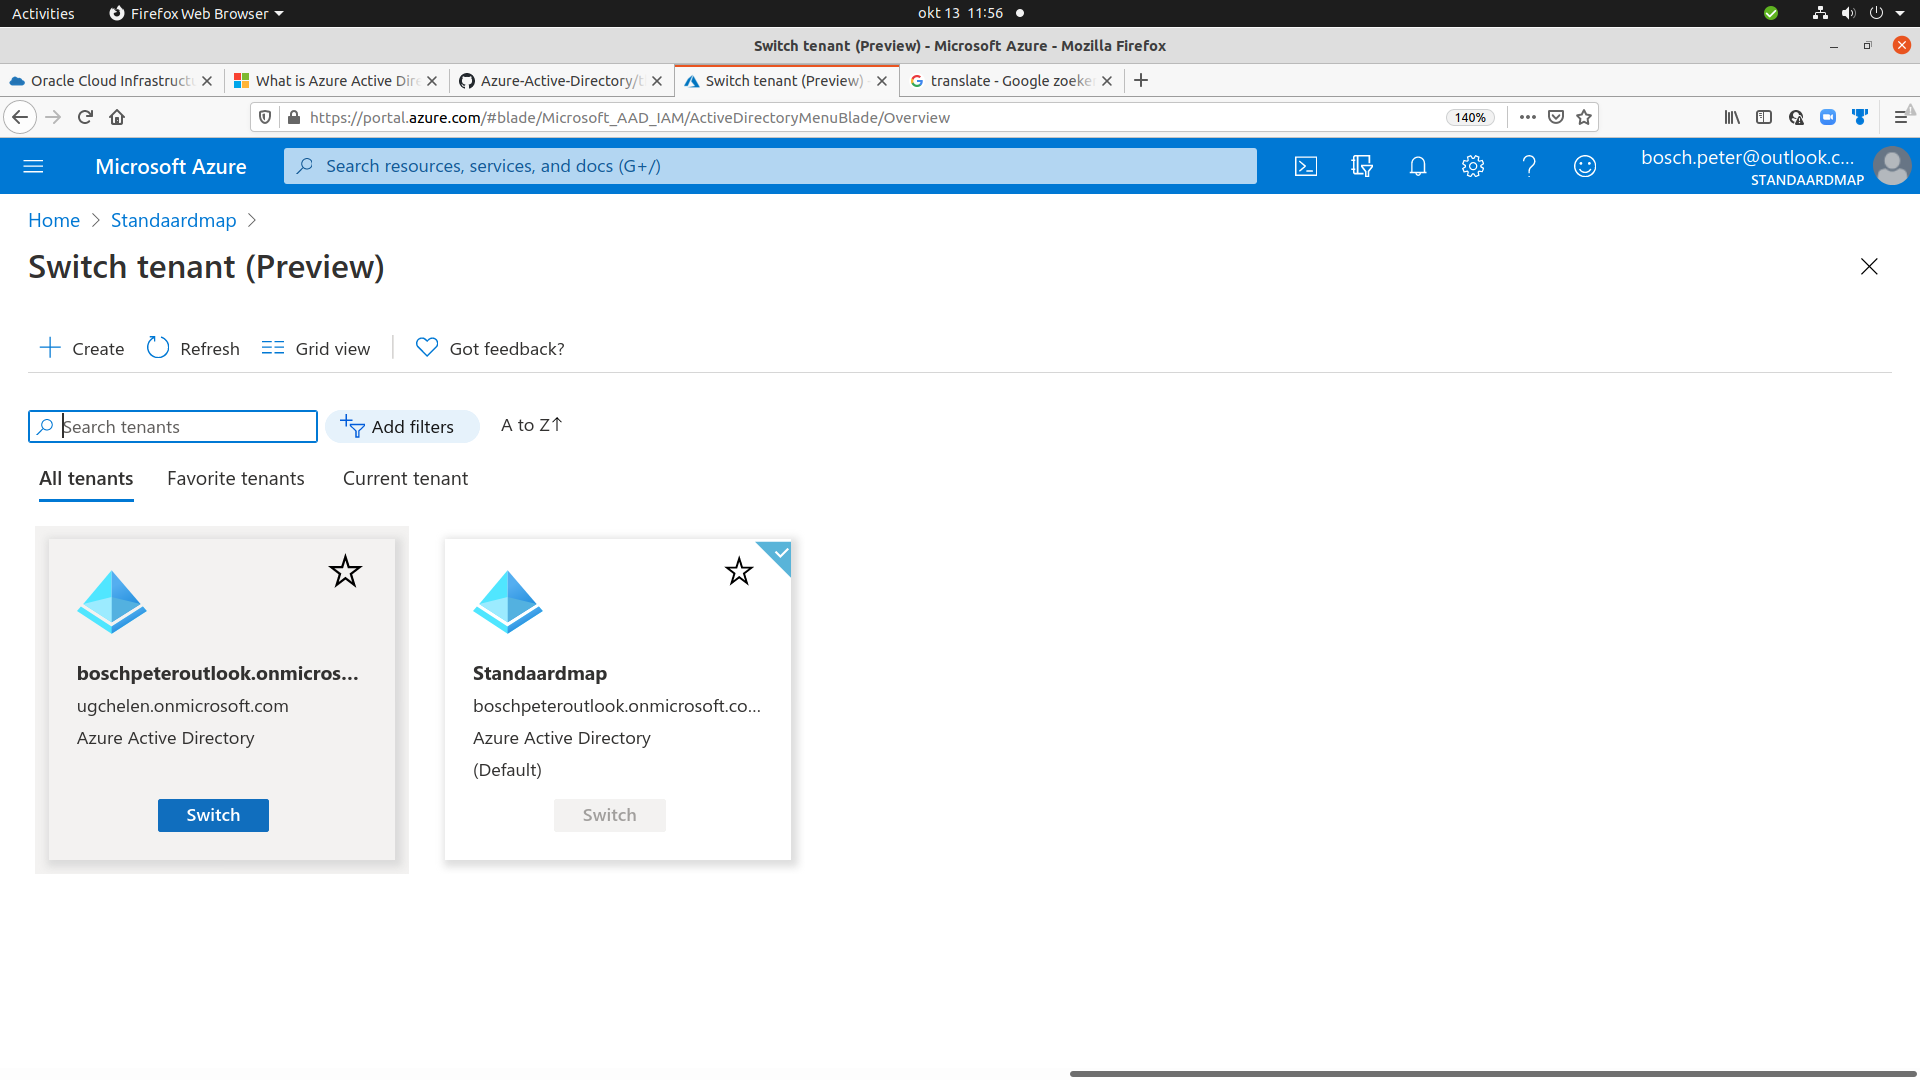 Activities
Firefox Web Browser
okt 13 11:56
Switch tenant (Preview) - Microsoft Azure - Mozilla Firefox
Oracle Cloud Infrastruct
What is Azure Active Dire
Azure-Active-Directory/t
Switch tenant (Preview)
translate - Google zoeke
https://portal.azure.com/#blade/Microsoft_AAD_IAM/ActiveDirectoryMenuBlade/Overview
140%
Microsoft Azure
Search resources, services, and docs (G+/)
bosch.peter@outlook.c...
STANDAARDMAP
Home
Standaardmap
Switch tenant (Preview)
Create
Refresh
Grid view
Got feedback?
Search tenants
Add filters
A to Z↑
All tenants
Favorite tenants
Current tenant
boschpeteroutlook.onmicros...
ugchelen.onmicrosoft.com
Azure Active Directory
Switch
Standaardmap
boschpeteroutlook.onmicrosoft.co...
Azure Active Directory
(Default)
Switch